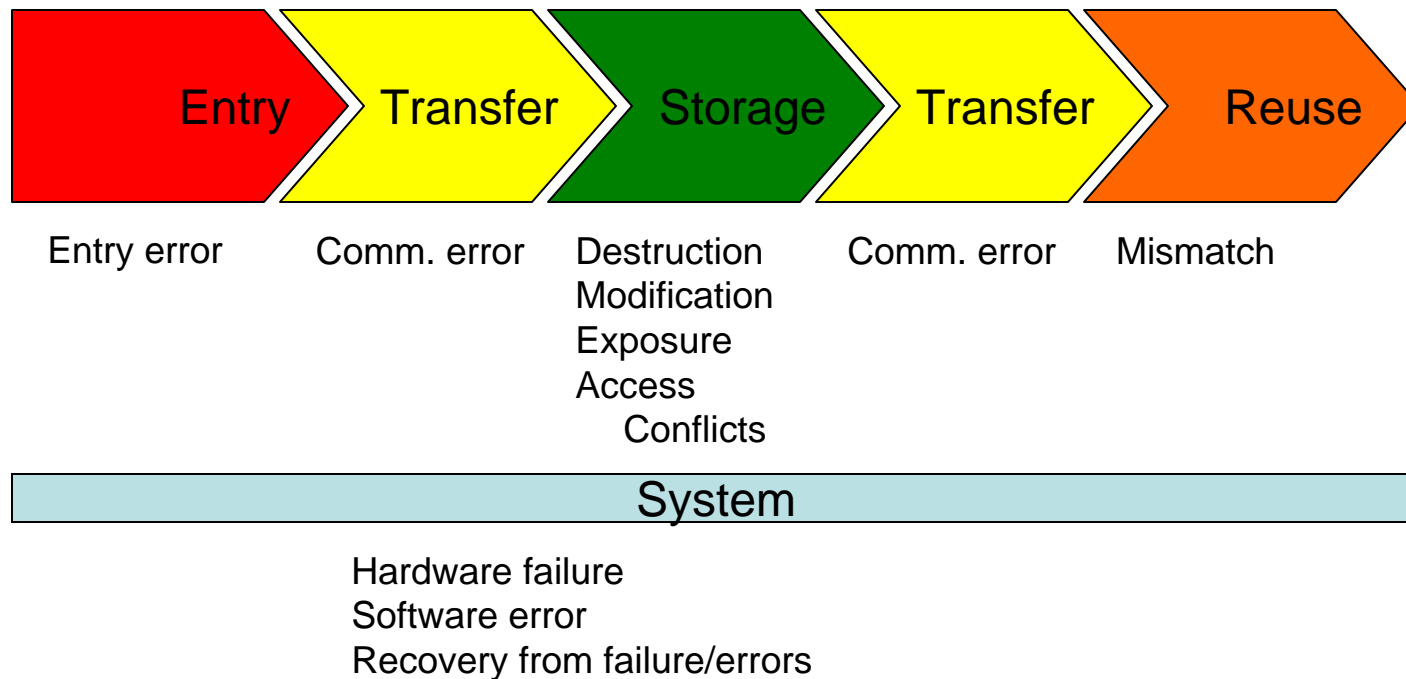 Entry
Transfer
Storage
Transfer
Reuse
Entry error
Comm. error
Destruction
Modification
Exposure
Access
Conflicts
Comm. error
Mismatch
System
Hardware failure
Software error
Recovery from failure/errors